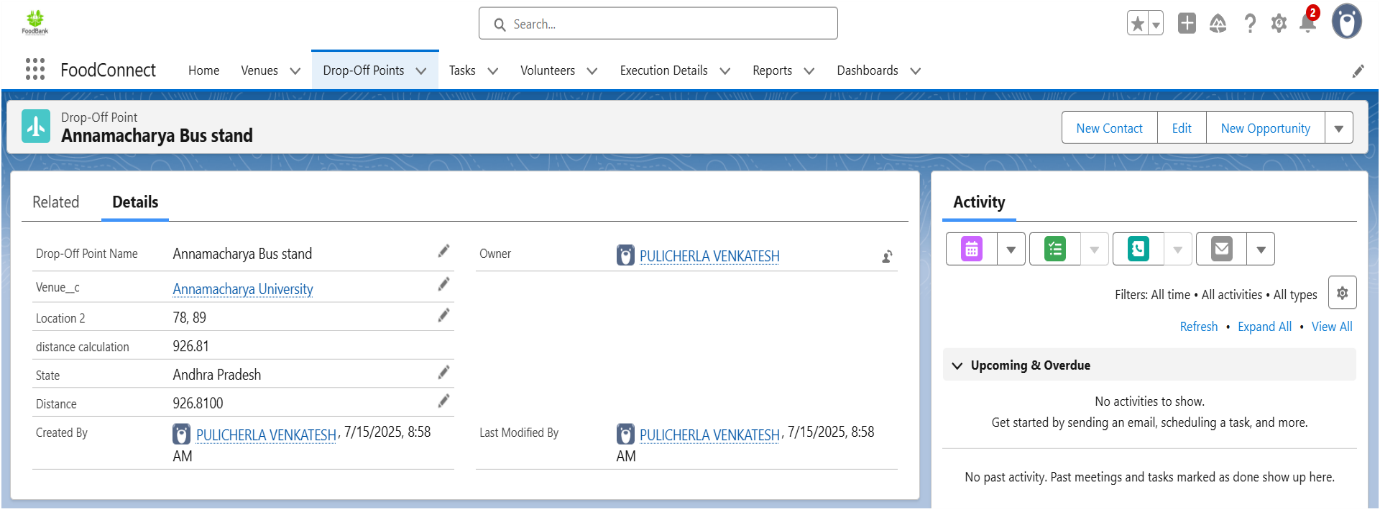 FoodBank
Search...
2
FoodConnect Home Venues Drop-Off Points Tasks Volunteers Execution Details Reports Dashboards
Drop-Off Point
Annamacharya Bus stand
New Contact Edit New Opportunity
Related Details
Drop-Off Point Name Annamacharya Bus stand
Owner PULICHERLA VENKATESH
Venue__c Annamacharya University
Location 2 78, 89
distance calculation 926.81
State Andhra Pradesh
Distance 926.8100
Created By PULICHERLA VENKATESH, 7/15/2025, 8:58
AM
Last Modified By PULICHERLA VENKATESH, 7/15/2025, 8:58
AM
Activity
Filters: All time • All activities • All types
Refresh • Expand All • View All
Upcoming & Overdue
No activities to show.
Get started by sending an email, scheduling a task, and more.
No past activity. Past meetings and tasks marked as done show up here.